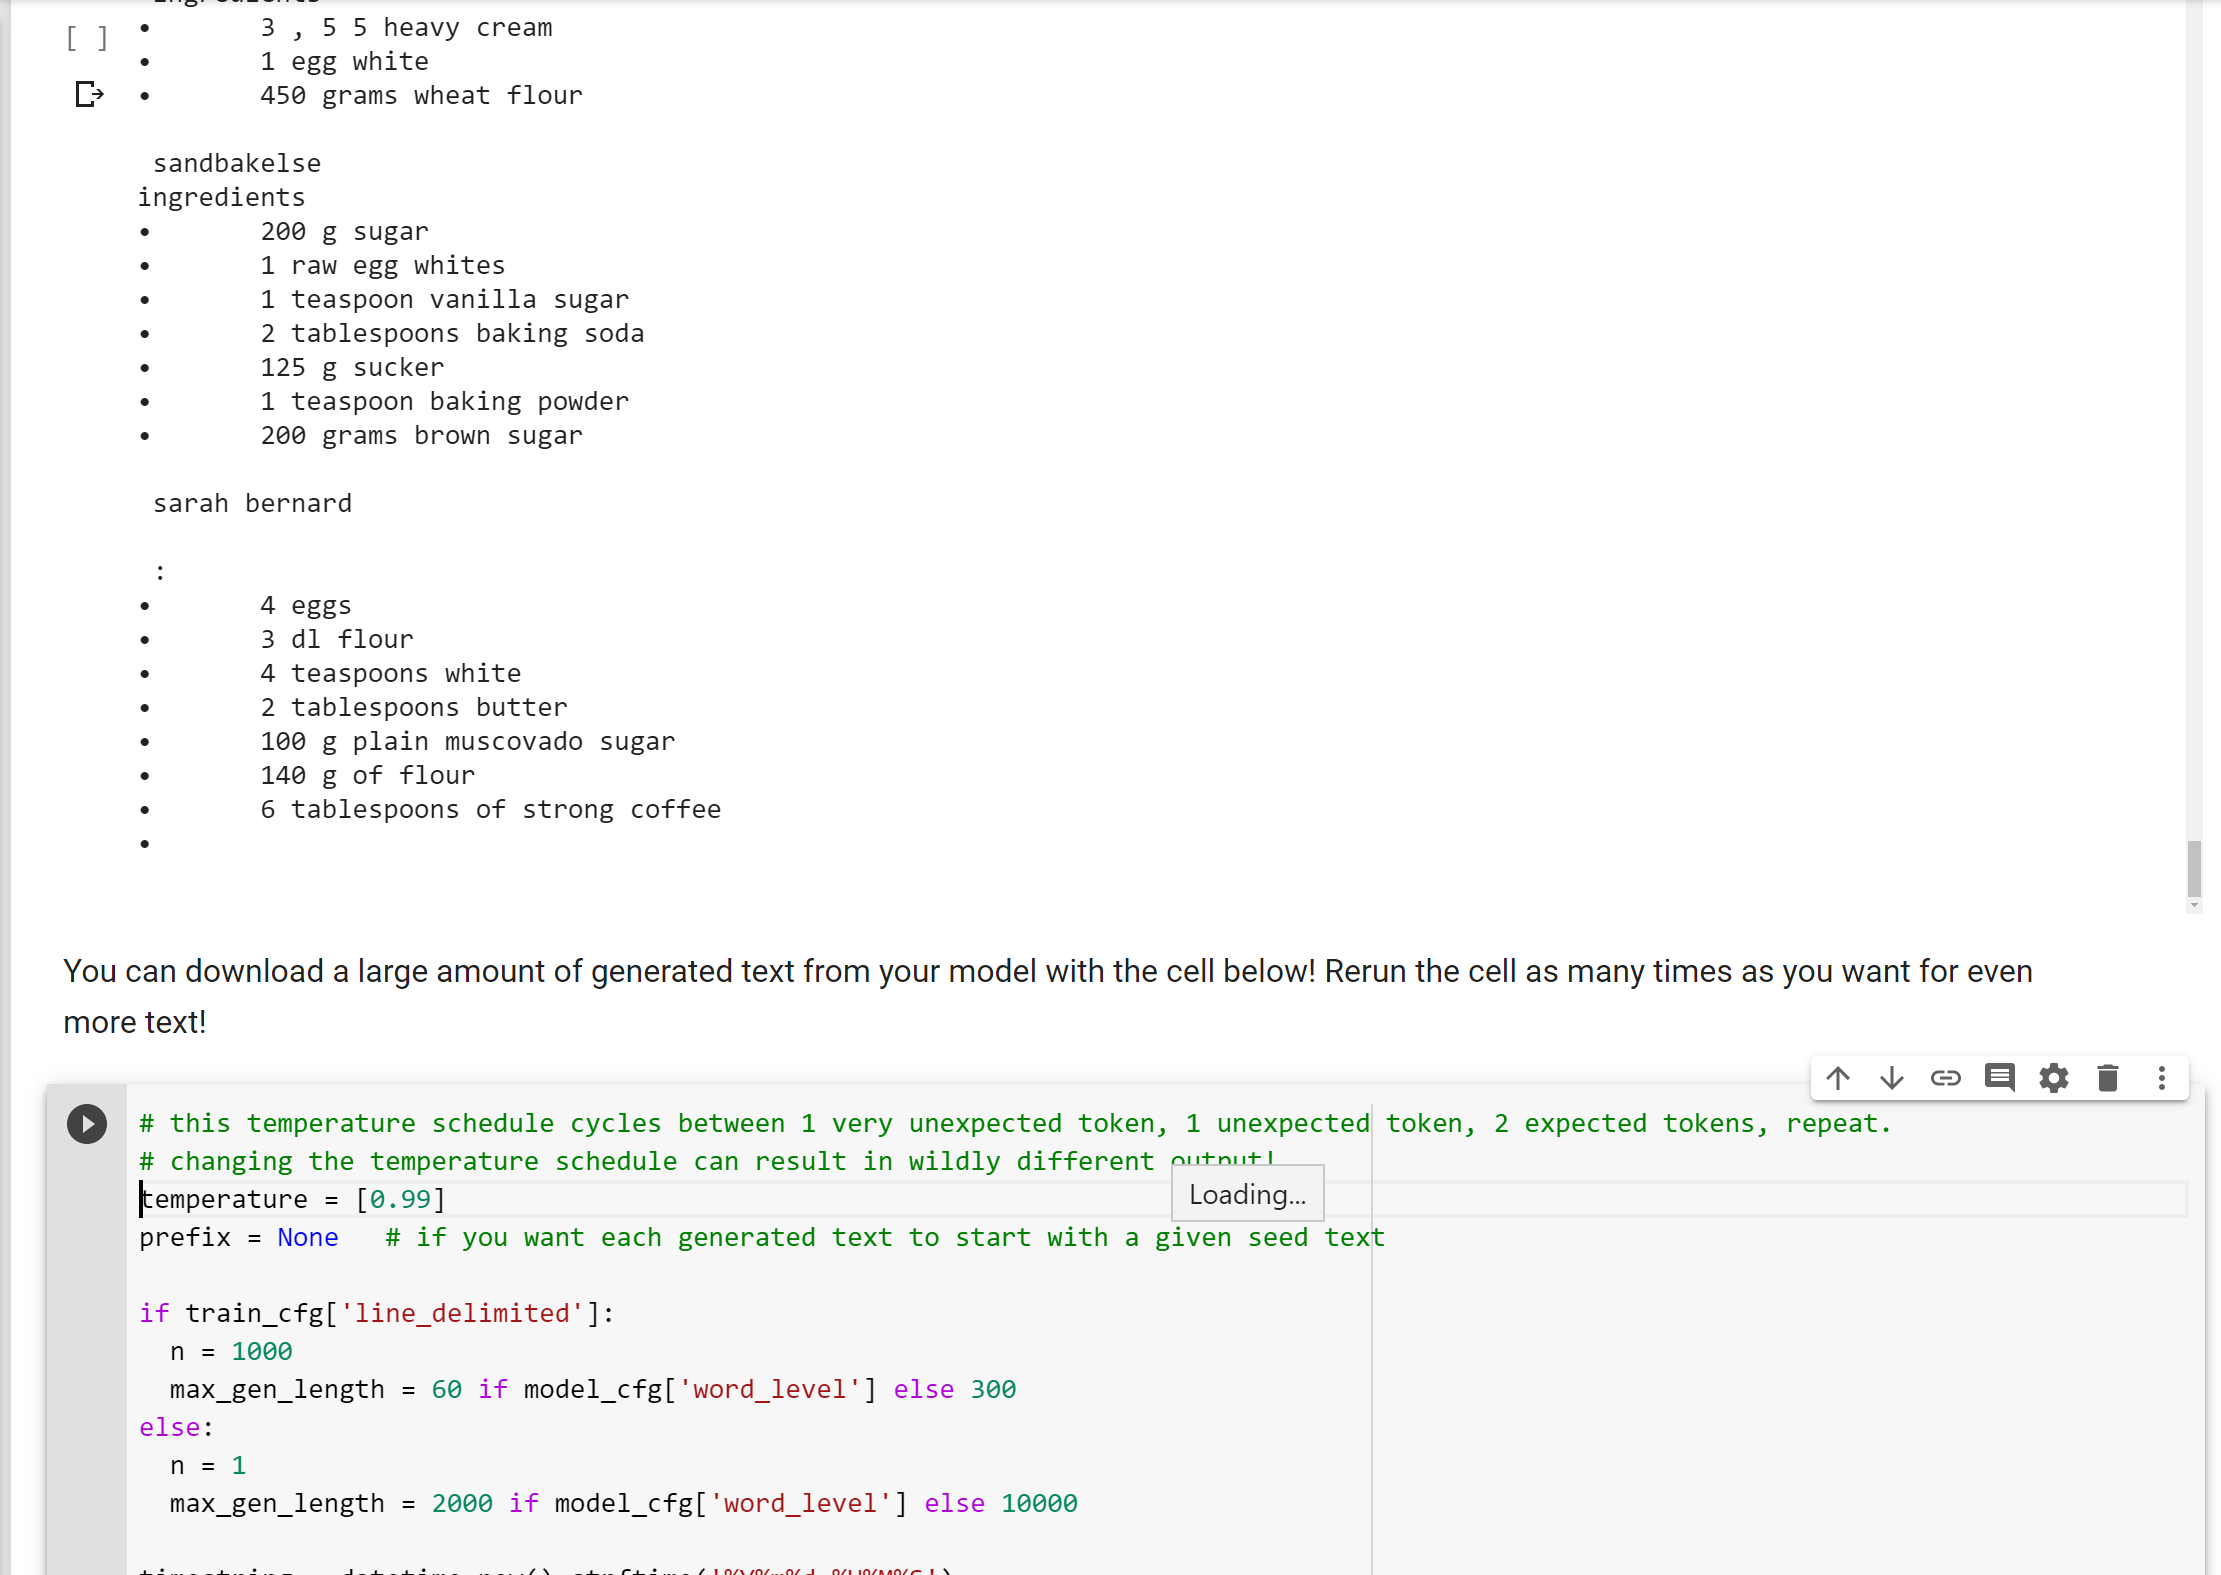 [ ]
• 3 , 5 5 heavy cream
• 1 egg white
• 450 grams wheat flour
sandbakelse
ingredients
• 200 g sugar
• 1 raw egg whites
• 1 teaspoon vanilla sugar
• 2 tablespoons baking soda
• 125 g sucker
• 1 teaspoon baking powder
• 200 grams brown sugar
sarah bernard
:
• 4 eggs
• 3 dl flour
• 4 teaspoons white
• 2 tablespoons butter
• 100 g plain muscovado sugar
• 140 g of flour
• 6 tablespoons of strong coffee
•
You can download a large amount of generated text from your model with the cell below! Rerun the cell as many times as you want for even
more text!
# this temperature schedule cycles between 1 very unexpected token, 1 unexpected token, 2 expected tokens, repeat.
# changing the temperature schedule can result in wildly different output!
Loading...
temperature = [0.99]
prefix = None   # if you want each generated text to start with a given seed text
if train_cfg['line_delimited']:
  n = 1000
  max_gen_length = 60 if model_cfg['word_level'] else 300
else:
  n = 1
  max_gen_length = 2000 if model_cfg['word_level'] else 10000